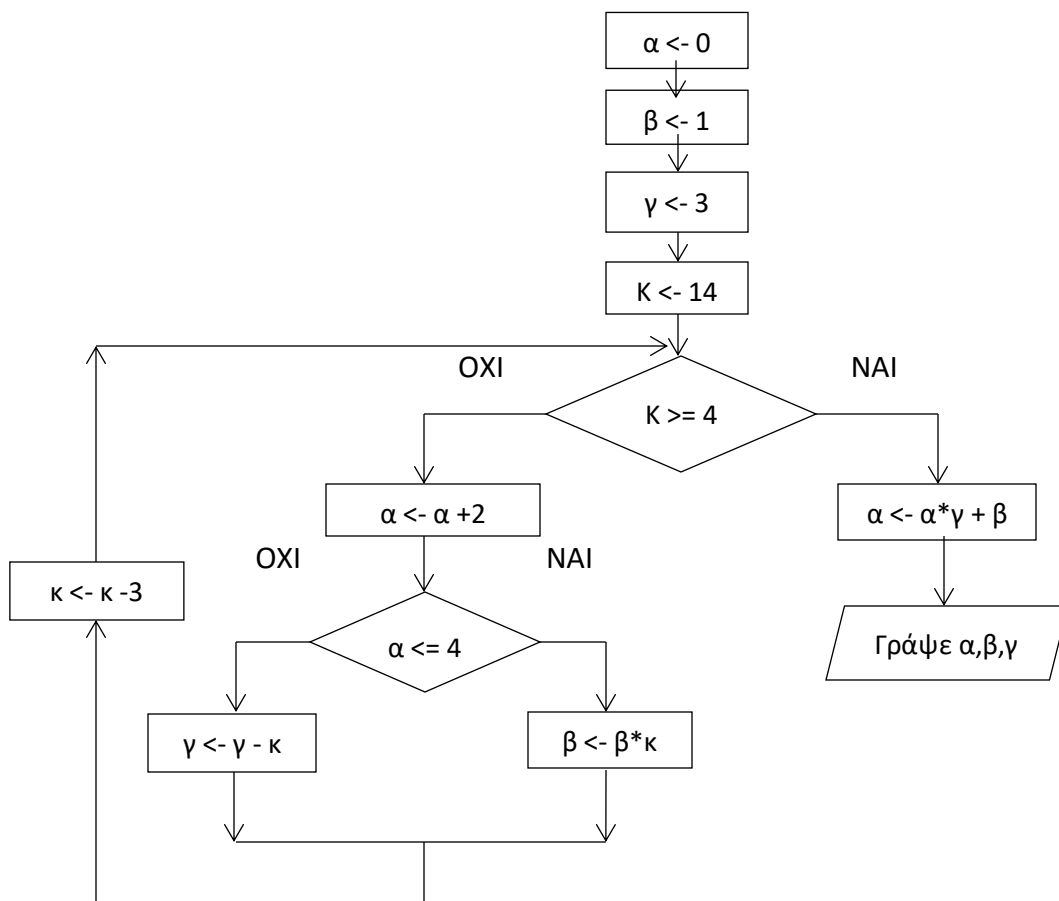 α <- 0
β <- 1
γ <- 3
Κ <- 14
ΟΧΙ
ΝΑΙ
Κ >= 4
α <- α +2
α <- α*γ + β
ΟΧΙ
ΝΑΙ
κ <- κ -3
α <= 4
Γράψε α,β,γ
γ <- γ - κ
β <- β*κ